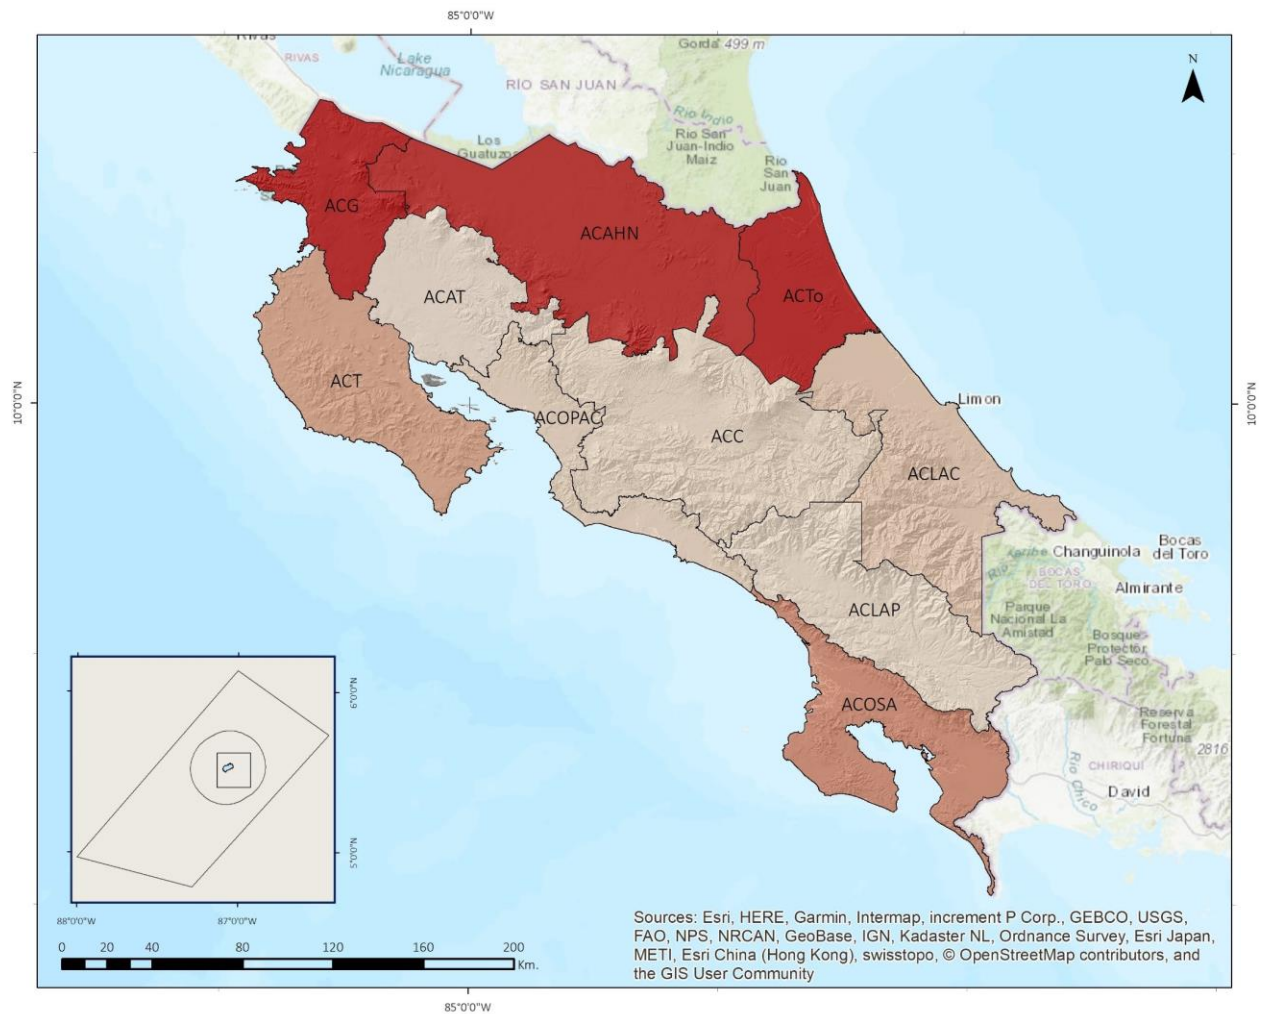 85°0'0"W
Rivas
RIVAS
Lake
Nicaragua
Gorda 499 m
N
RÍO SAN JUAN
Rio Indio
Los
Guatuzo
Rio San
Juan-Indio
Maiz
Rio
San
Juan
ACG
ACAHN
ACAT
ACTo
ACT
10°0'0"N
10°0'0"N
Limon
ACOPAC
ACC
ACLAC
Changuinola
Bocas
del Toro
BOCAS
DEL TORO
Almirante
ACLAP
Parque
Nacional La
Amistad
Bosque
Protector
Palo Seco
ACOSA
Reserva
Forestal
Fortuna
2816
CHIRIQUÍ
Rio Chico
David
6°0'0"N
5°0'0"N
88°0'0"W
87°0'0"W
0 20 40 80 120 160 200
Km.
Sources: Esri, HERE, Garmin, Intermap, increment P Corp., GEBCO, USGS,
FAO, NPS, NRCAN, GeoBase, IGN, Kadaster NL, Ordnance Survey, Esri Japan,
METI, Esri China (Hong Kong), swisstopo, © OpenStreetMap contributors, and
the GIS User Community
85°0'0"W